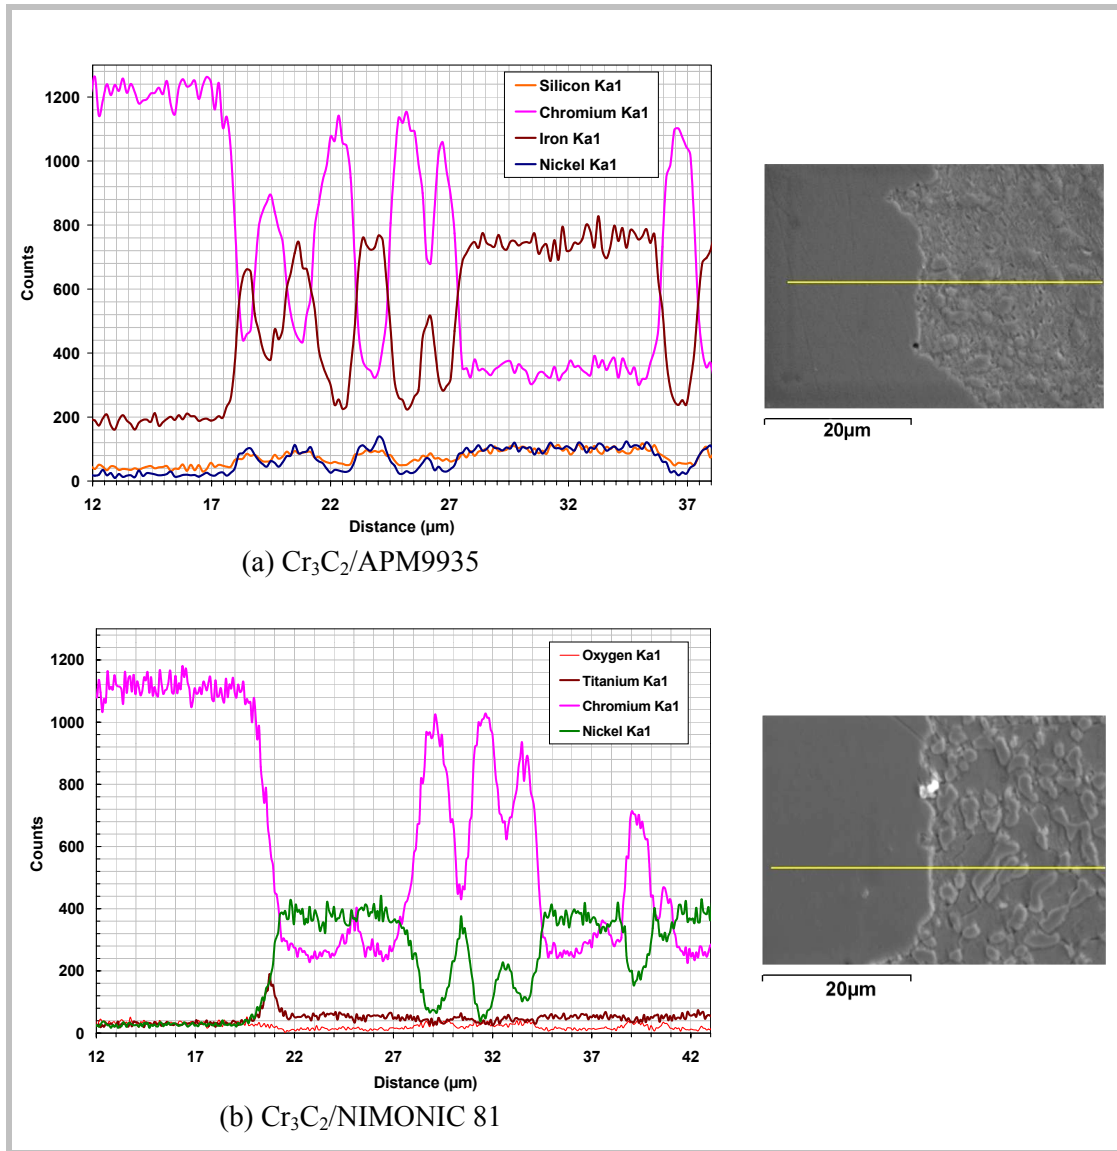 1200
1000
800
600
400
200
0
Counts
Silicon Ka1
Chromium Ka1
Iron Ka1
Nickel Ka1
12 17 22 27 32 37
Distance (µm)
20µm
(a) Cr₃C₂/APM9935
1200
1000
800
600
400
200
0
Counts
Oxygen Ka1
Titanium Ka1
Chromium Ka1
Nickel Ka1
12 17 22 27 32 37 42
Distance (µm)
20µm
(b) Cr₃C₂/NIMONIC 81